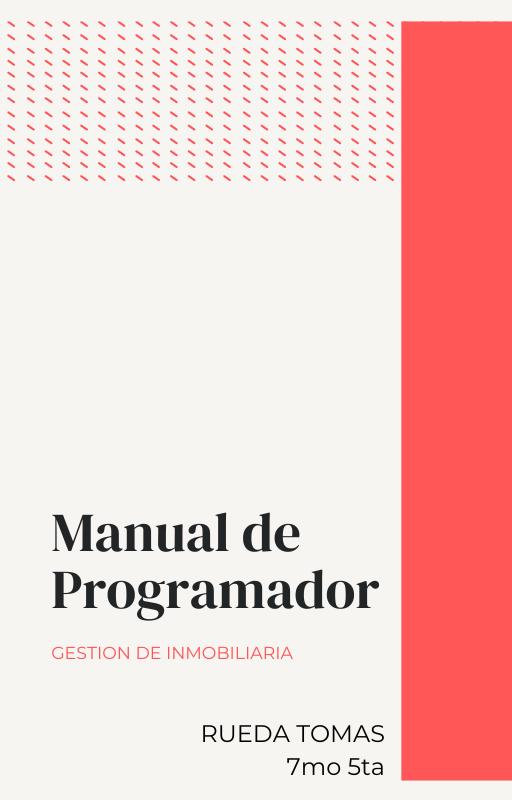 Manual de
Programador
GESTION DE INMOBILIARIA
RUEDA TOMAS
7mo 5ta